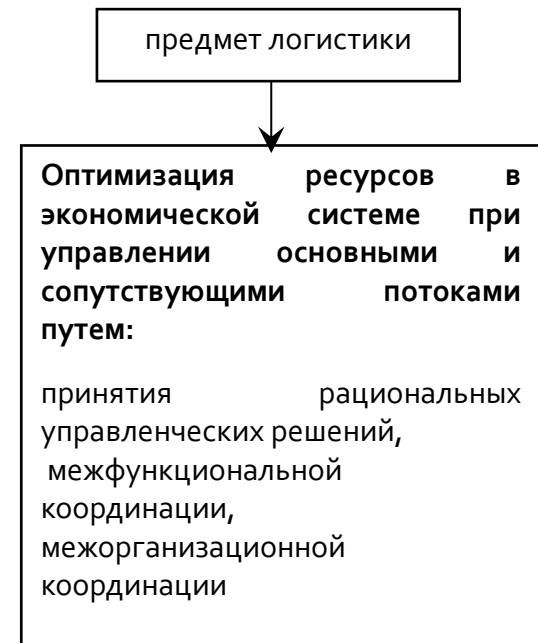 предмет логистики
Оптимизация ресурсов в
экономической системе при
управлении основными и
сопутствующими потоками
путем:
принятия рациональных
управленческих решений,
межфункциональной
координации,
межорганизационной
координации